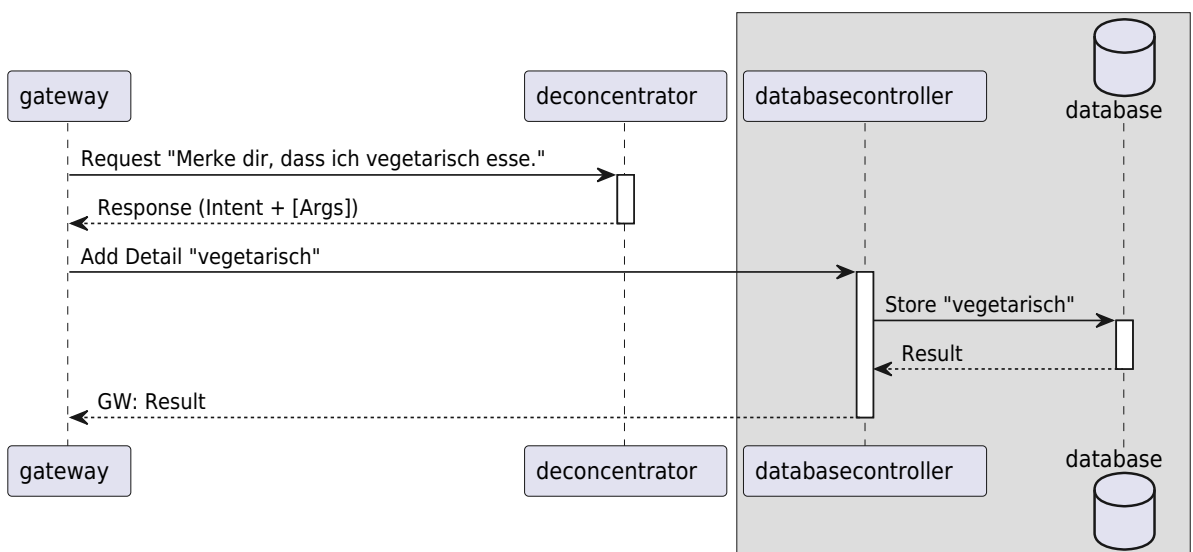 database
gateway
deconcentrator
databasecontroller
Request "Merke dir, dass ich vegetarisch esse."
Response (Intent + [Args])
Add Detail "vegetarisch"
Store "vegetarisch"
Result
GW: Result
gateway
deconcentrator
databasecontroller
database